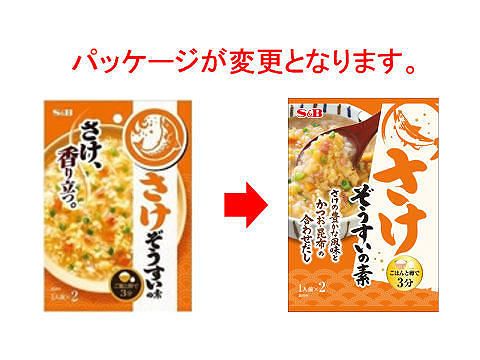 パッケージが変更となります。
S&B
さけ、
香り立つ。
さけ
ぞうすいの素
ご飯と卵で
3分
1人前×2
S&B
さけ
ぞうすいの素
さけの豊かな風味と
かつお・昆布の
合わせだし
ごはんと卵で
3分
1人前×2